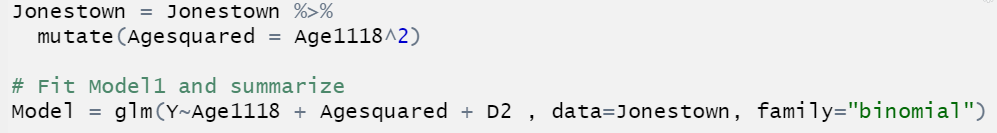 Jonestown = Jonestown %>%
  mutate(Agesquared = Age1118^2)
# Fit Model1 and summarize
Model = glm(Y~Age1118 + Agesquared + D2 , data=Jonestown, family="binomial")